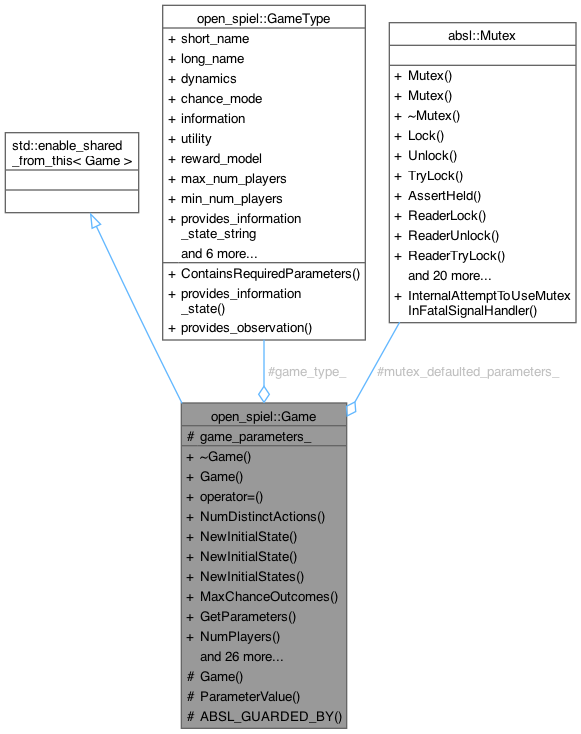 open_spiel::GameType
+ short_name
+ long_name
+ dynamics
+ chance_mode
+ information
+ utility
+ reward_model
+ max_num_players
+ min_num_players
+ provides_information
_state_string
and 6 more...
+ ContainsRequiredParameters()
+ provides_information
_state()
+ provides_observation()
absl::Mutex
+ Mutex()
+ Mutex()
+ ~Mutex()
+ Lock()
+ Unlock()
+ TryLock()
+ AssertHeld()
+ ReaderLock()
+ ReaderUnlock()
+ ReaderTryLock()
and 20 more...
+ InternalAttemptToUseMutex
InFatalSignalHandler()
std::enable_shared
_from_this< Game >
#game_type_
#mutex_defaulted_parameters_
open_spiel::Game
# game_parameters_
+ ~Game()
+ Game()
+ operator=()
+ NumDistinctActions()
+ NewInitialState()
+ NewInitialState()
+ NewInitialStates()
+ MaxChanceOutcomes()
+ GetParameters()
+ NumPlayers()
and 26 more...
# Game()
# ParameterValue()
# ABSL_GUARDED_BY()